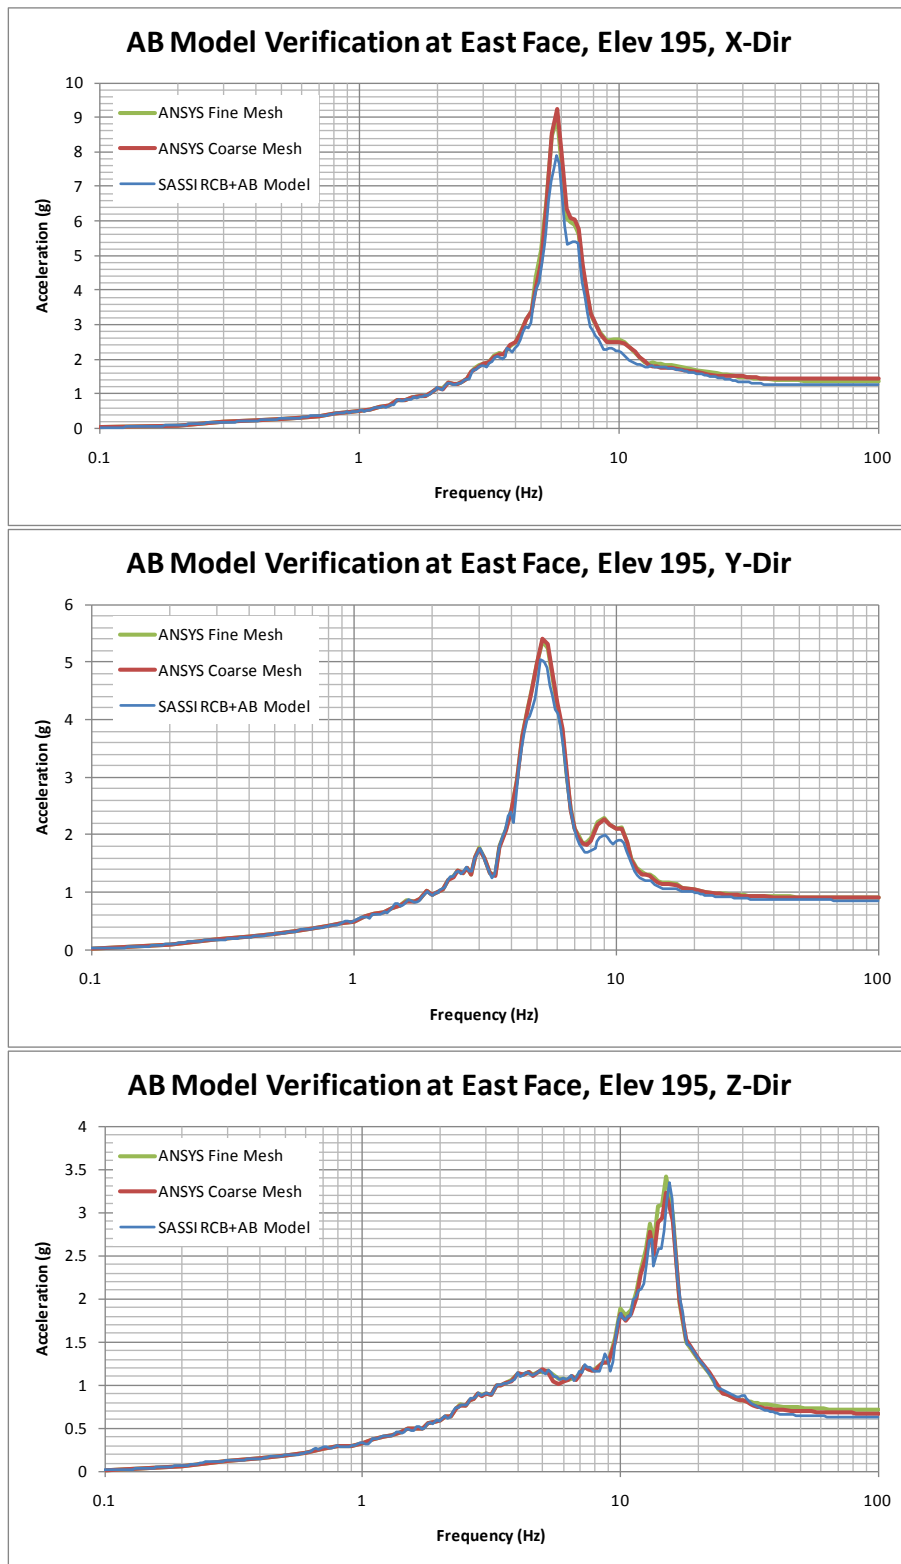 AB Model Verification at East Face, Elev 195, X-Dir
10
9
8
7
6
5
4
3
2
1
0
Acceleration (g)
ANSYS Fine Mesh
ANSYS Coarse Mesh
SASSI RCB+AB Model
0.1 1 10 100
Frequency (Hz)
AB Model Verification at East Face, Elev 195, Y-Dir
6
5
4
3
2
1
0
Acceleration (g)
ANSYS Fine Mesh
ANSYS Coarse Mesh
SASSI RCB+AB Model
0.1 1 10 100
Frequency (Hz)
AB Model Verification at East Face, Elev 195, Z-Dir
4
3.5
3
2.5
2
1.5
1
0.5
0
Acceleration (g)
ANSYS Fine Mesh
ANSYS Coarse Mesh
SASSI RCB+AB Model
0.1 1 10 100
Frequency (Hz)